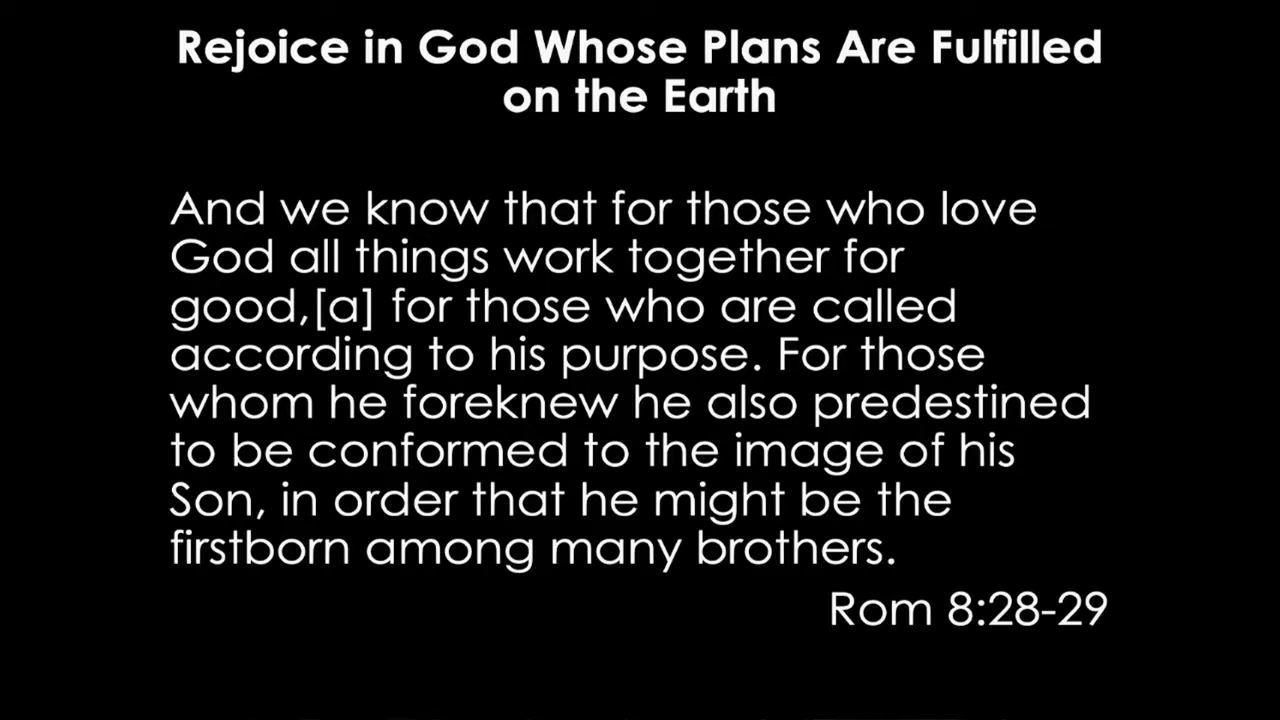 Rejoice in God Whose Plans Are Fulfilled
on the Earth
And we know that for those who love
God all things work together for
good,[a] for those who are called
according to his purpose. For those
whom he foreknew he also predestined
to be conformed to the image of his
Son, in order that he might be the
firstborn among many brothers.
Rom 8:28-29